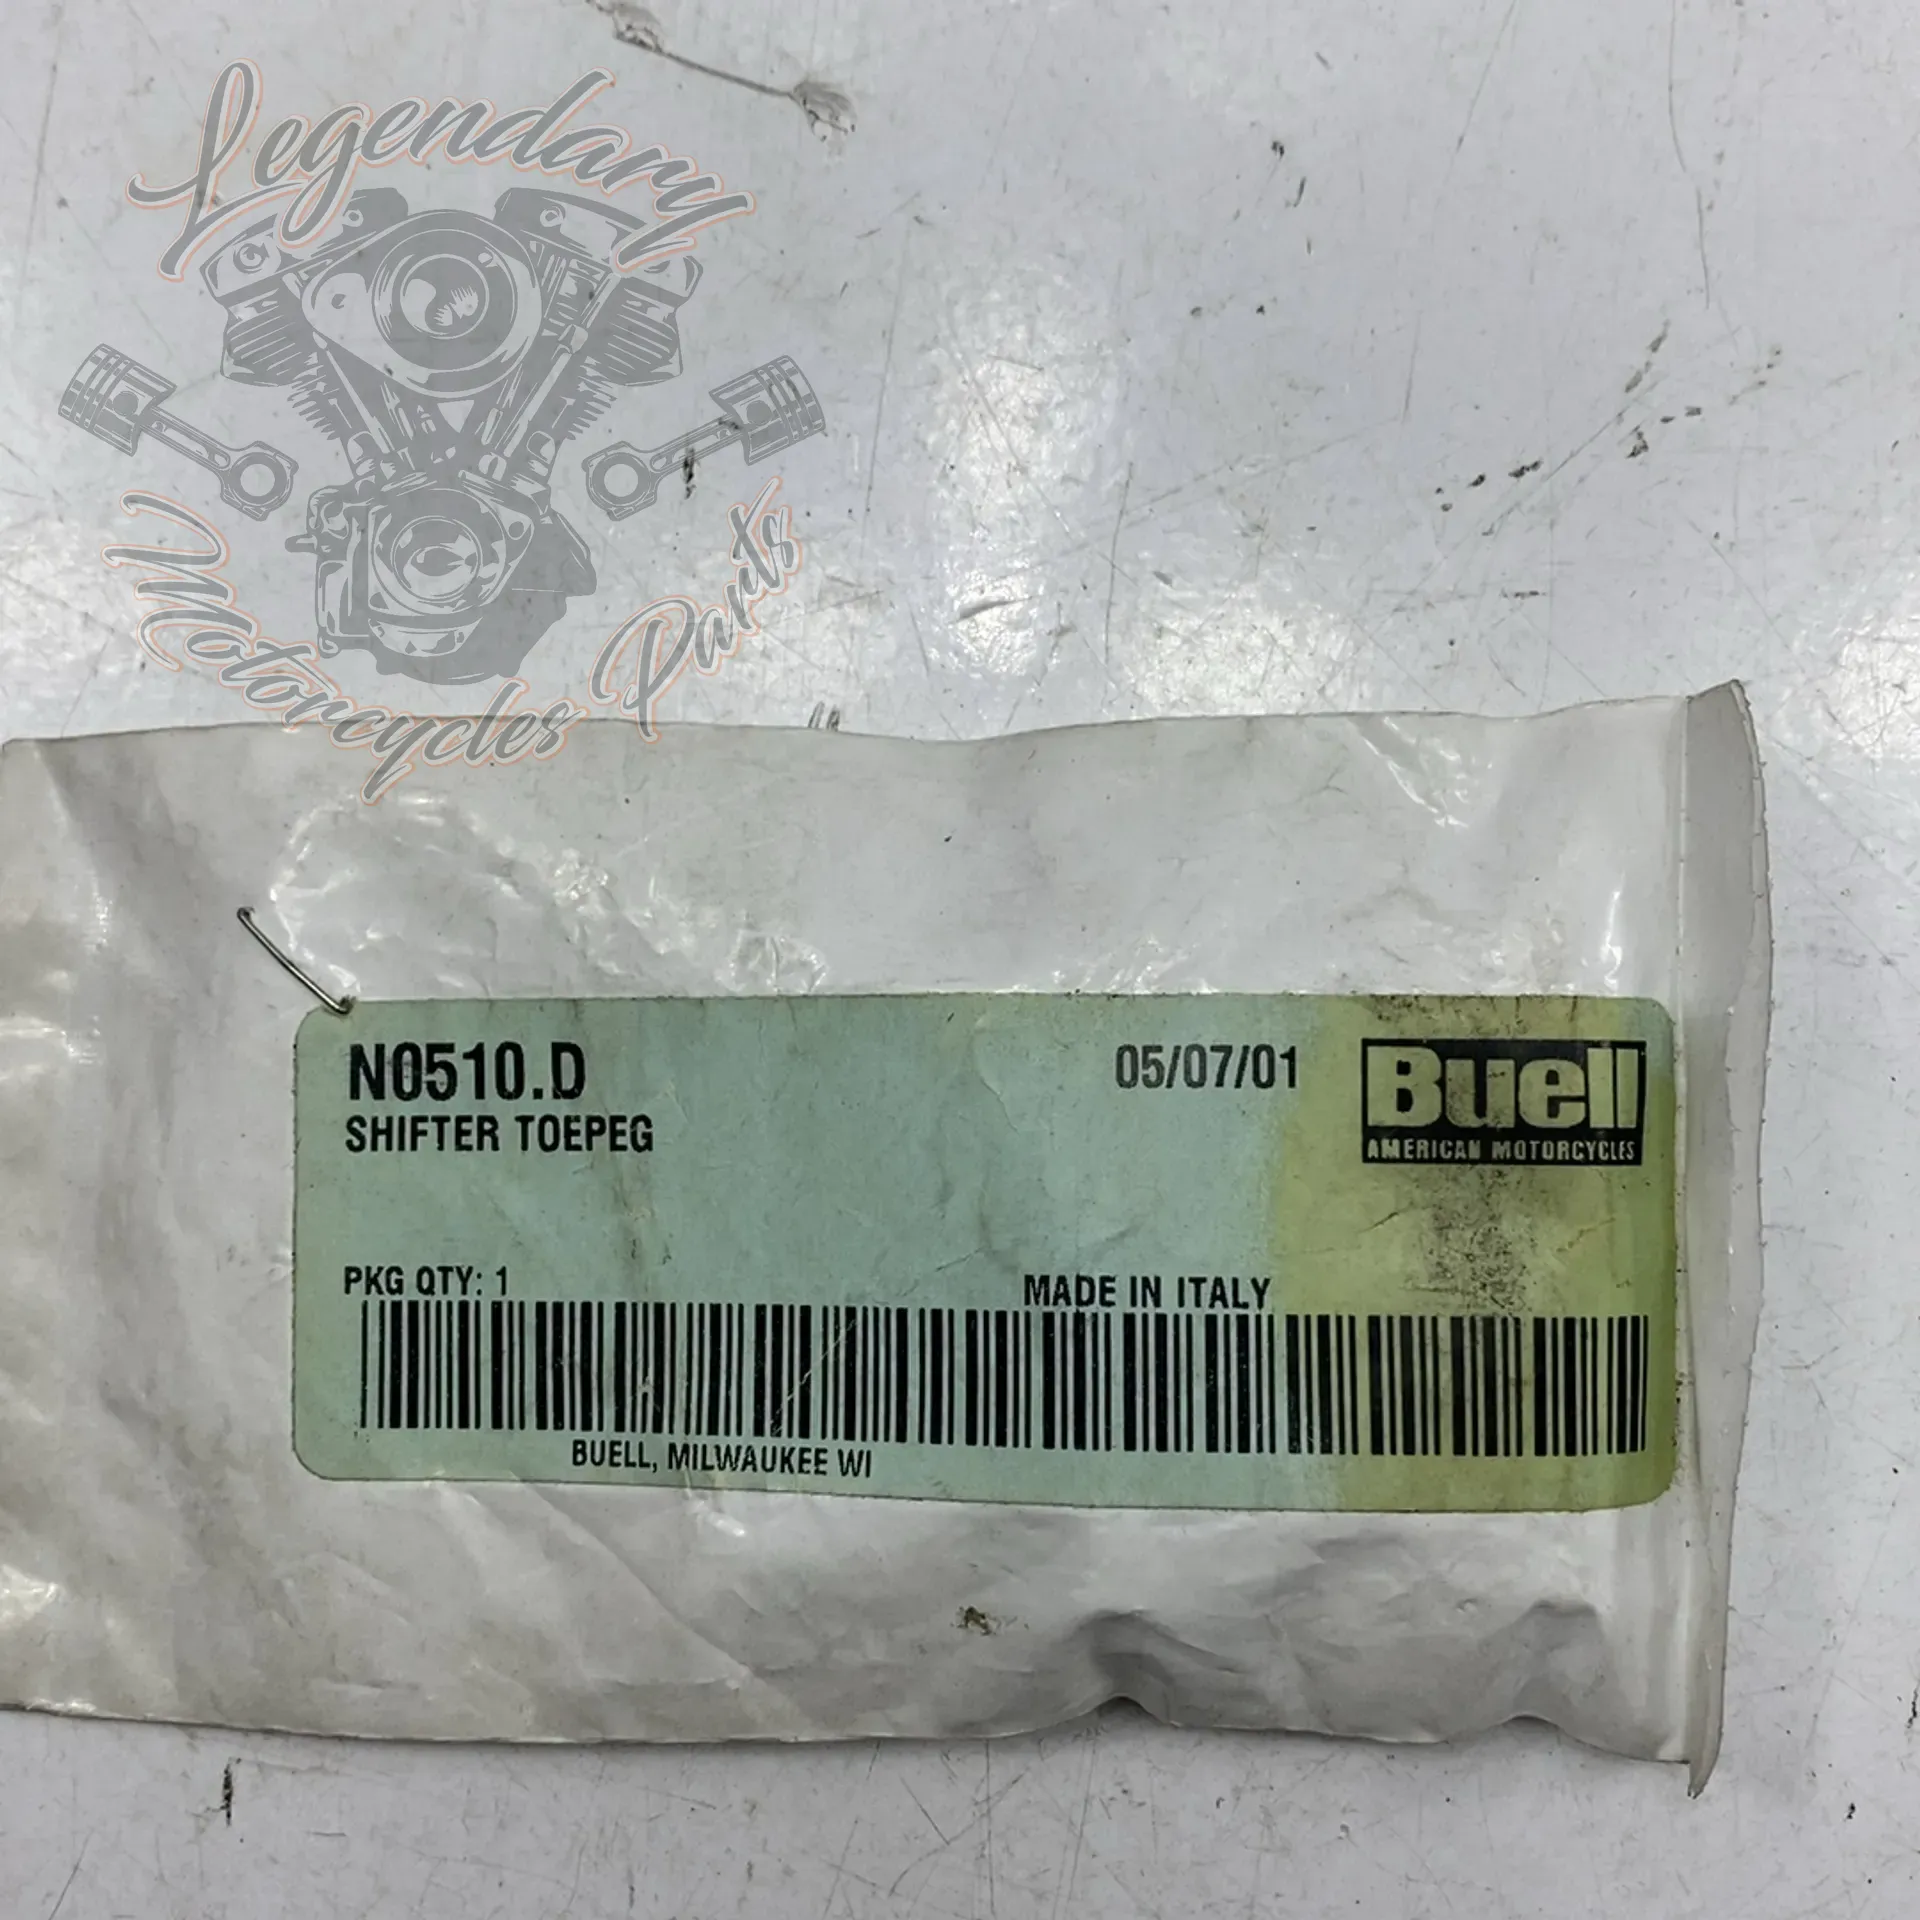 Legendary
Motorcycles Parts
N0510.D
05/07/01
Buell
SHIFTER TOEPEG
AMERICAN MOTORCYCLES
PKG QTY: 1
MADE IN ITALY
BUELL, MILWAUKEE WI